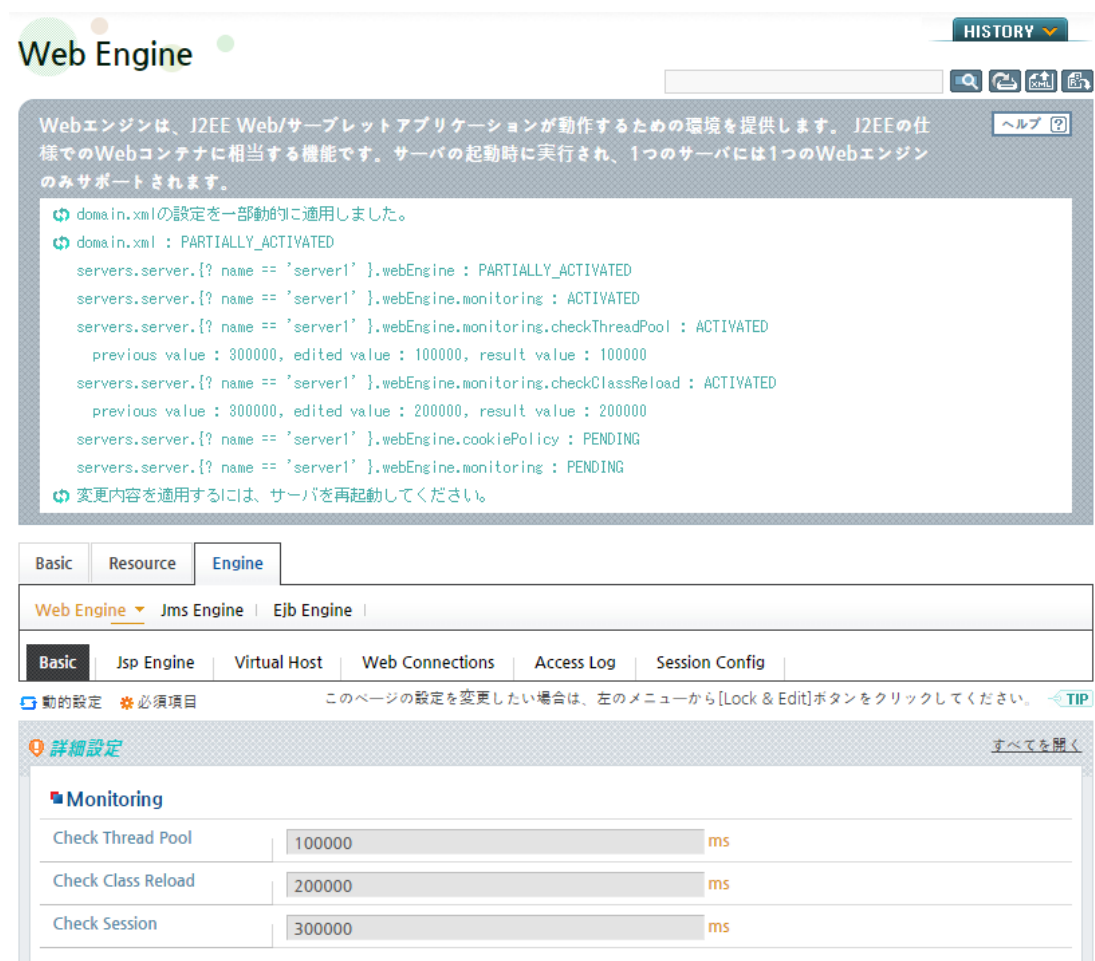 HISTORY
Web Engine
XML
Webエンジンは、J2EE Web/サーブレットアプリケーションが動作するための環境を提供します。 J2EEの仕
様でのWebコンテナに相当する機能です。サーバの起動時に実行され、1つのサーバには1つのWebエンジン
のみサポートされます。
ヘルプ ?
domain.xmlの設定を一部動的に適用しました。
domain.xml : PARTIALLY_ACTIVATED
servers.server.{? name == 'server1' }.webEngine : PARTIALLY_ACTIVATED
servers.server.{? name == 'server1' }.webEngine.monitoring : ACTIVATED
servers.server.{? name == 'server1' }.webEngine.monitoring.checkThreadPool : ACTIVATED
previous value : 300000, edited value : 100000, result value : 100000
servers.server.{? name == 'server1' }.webEngine.monitoring.checkClassReload : ACTIVATED
previous value : 300000, edited value : 200000, result value : 200000
servers.server.{? name == 'server1' }.webEngine.cookiePolicy : PENDING
servers.server.{? name == 'server1' }.webEngine.monitoring : PENDING
変更内容を適用するには、サーバを再起動してください。
Basic Resource Engine
Web Engine Jms Engine Ejb Engine
Basic Jsp Engine Virtual Host Web Connections Access Log Session Config
動的設定 必須項目 このページの設定を変更したい場合は、左のメニューから[Lock & Edit]ボタンをクリックしてください。 TIP
詳細設定 すべてを開く
Monitoring
Check Thread Pool 100000 ms
Check Class Reload 200000 ms
Check Session 300000 ms